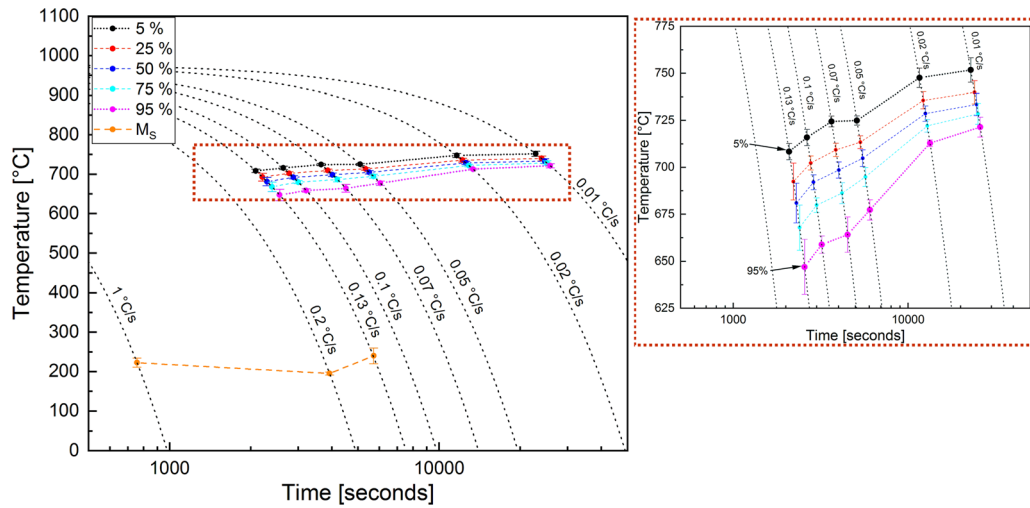 1100
1000
900
800
700
600
500
400
300
200
100
0
Temperature [°C]
5 %
25 %
50 %
75 %
95 %
M_S
1 °C/s
0.2 °C/s
0.13 °C/s
0.1 °C/s
0.07 °C/s
0.05 °C/s
0.02 °C/s
0.01 °C/s
1000
10000
Time [seconds]
775
750
725
700
675
650
625
Temperature [°C]
5%
95%
0.13 °C/s
0.1 °C/s
0.07 °C/s
0.05 °C/s
0.02 °C/s
0.01 °C/s
1000
10000
Time [seconds]